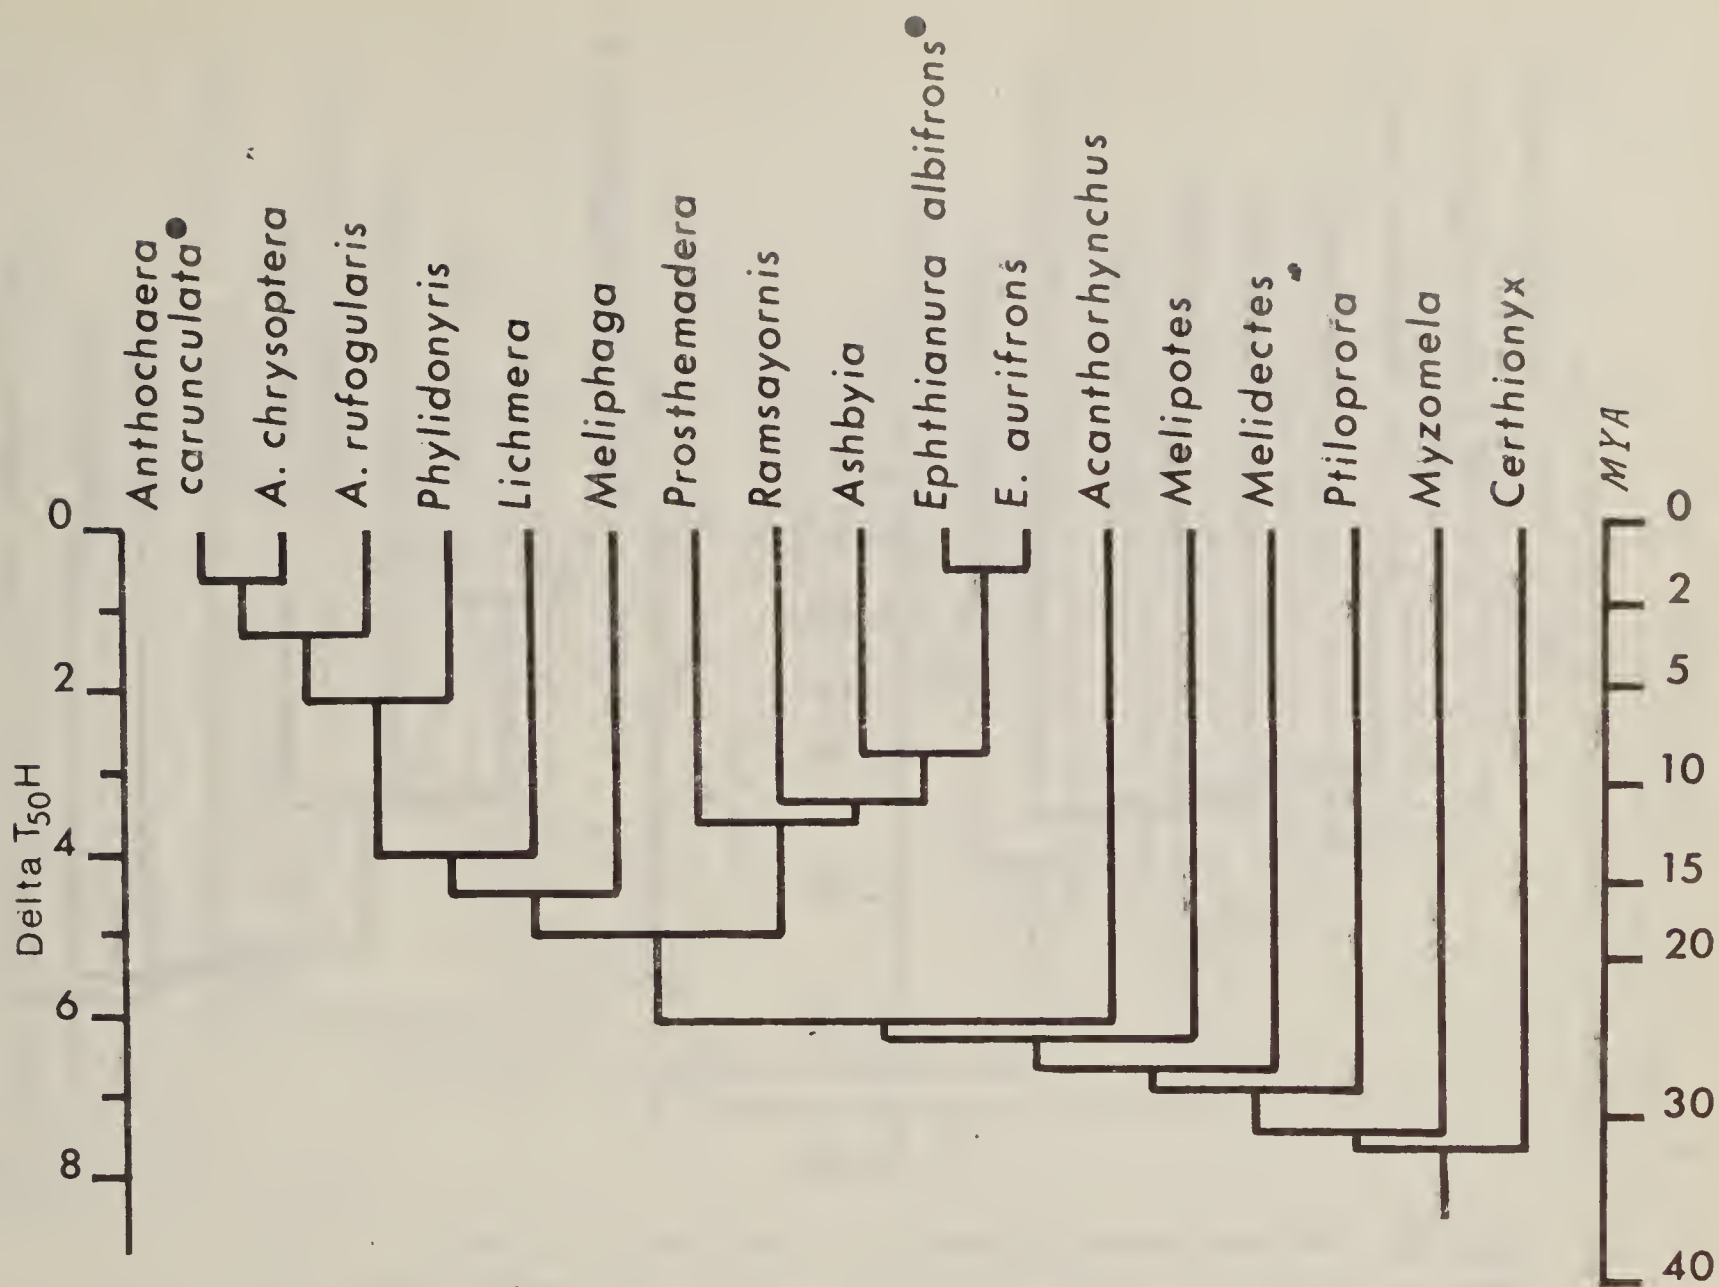 Delta T50H
0
2
4
6
8
Anthochaera
carunculata●
A. chrysoptera
A. rufogularis
Phylidonyris
Lichmera
Meliphaga
Prosthemadera
Ramsayornis
Ashbyia
Ephthianura albifrons●
E. aurifrons
Acanthorhynchus
Melipotes
Melidectes
Ptiloprora
Myzomela
Certhionyx
MYA
0
2
5
10
15
20
30
40